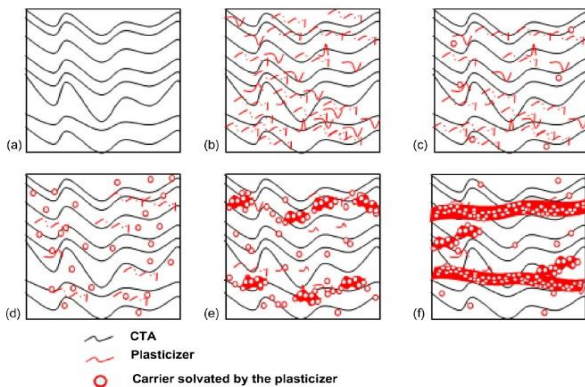 (a) (b) (c)
(d) (e) (f)
CTA
Plasticizer
Carrier solvated by the plasticizer